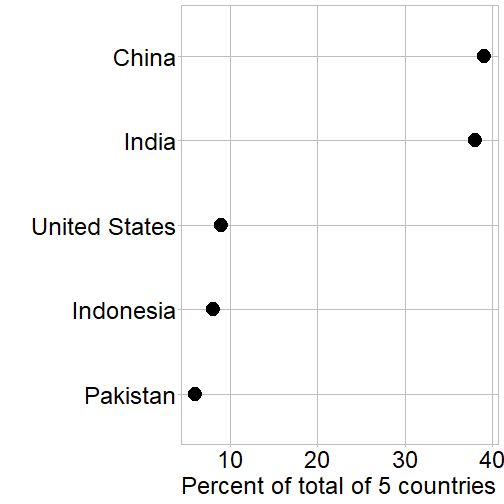 China
India
United States
Indonesia
Pakistan
10 20 30 40
Percent of total of 5 countries